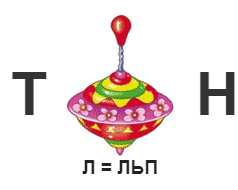 Т Н
Л = ЛЬП